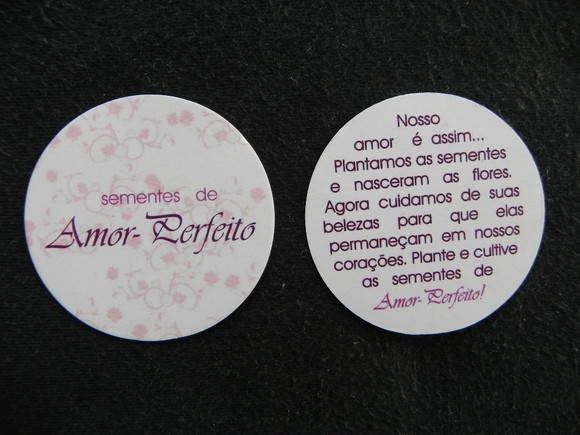 sementes de
Amor-Perfeito
Nosso
amor é assim...
Plantamos as sementes
e nasceram as flores.
Agora cuidamos de suas
belezas para que elas
permaneçam em nossos
corações. Plante e cultive
as sementes de
Amor-Perfeito!